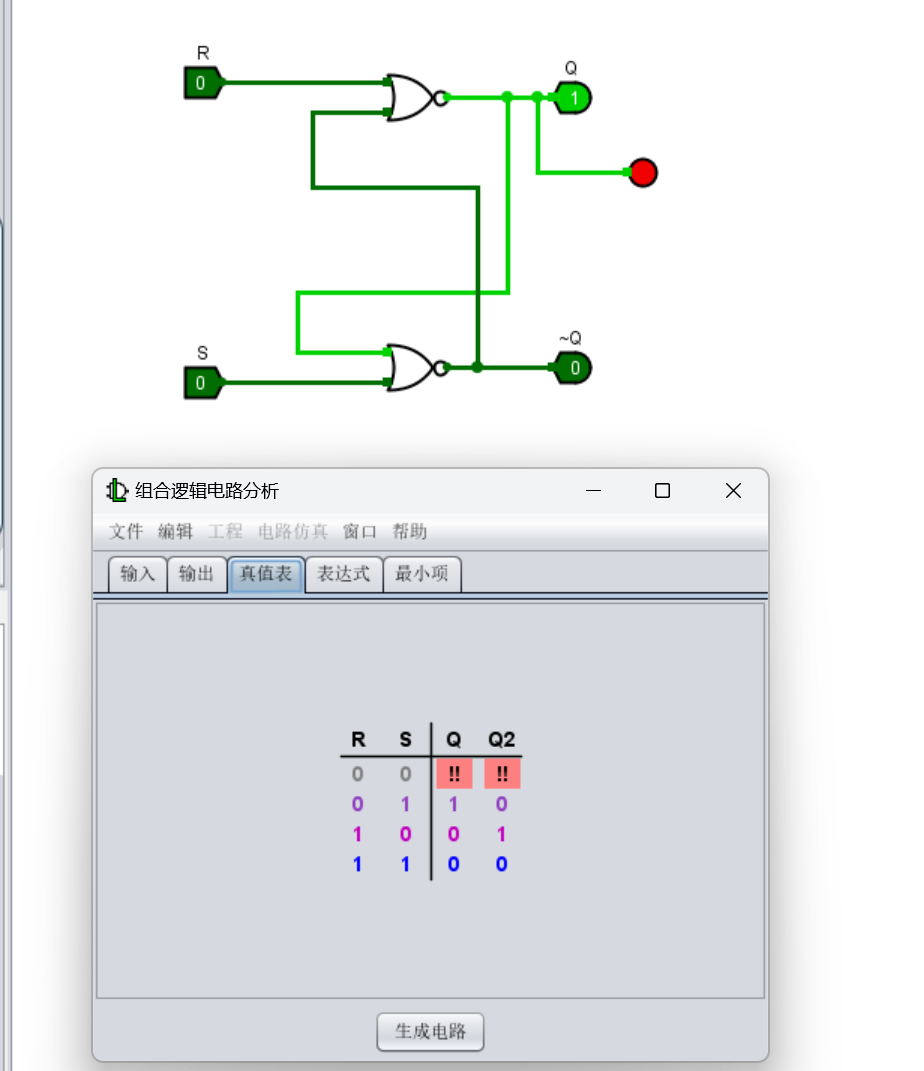 R
0
Q
1
S
0
~Q
0
组合逻辑电路分析
文件 编辑 工程 电路仿真 窗口 帮助
输入 输出 真值表 表达式 最小项
R S Q Q2
0 0 !! !!
0 1 1 0
1 0 0 1
1 1 0 0
生成电路